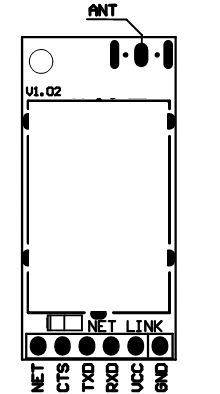 ANT
V1.02
NET LINK
NET
CTS
TXD
RXD
VCC
GND